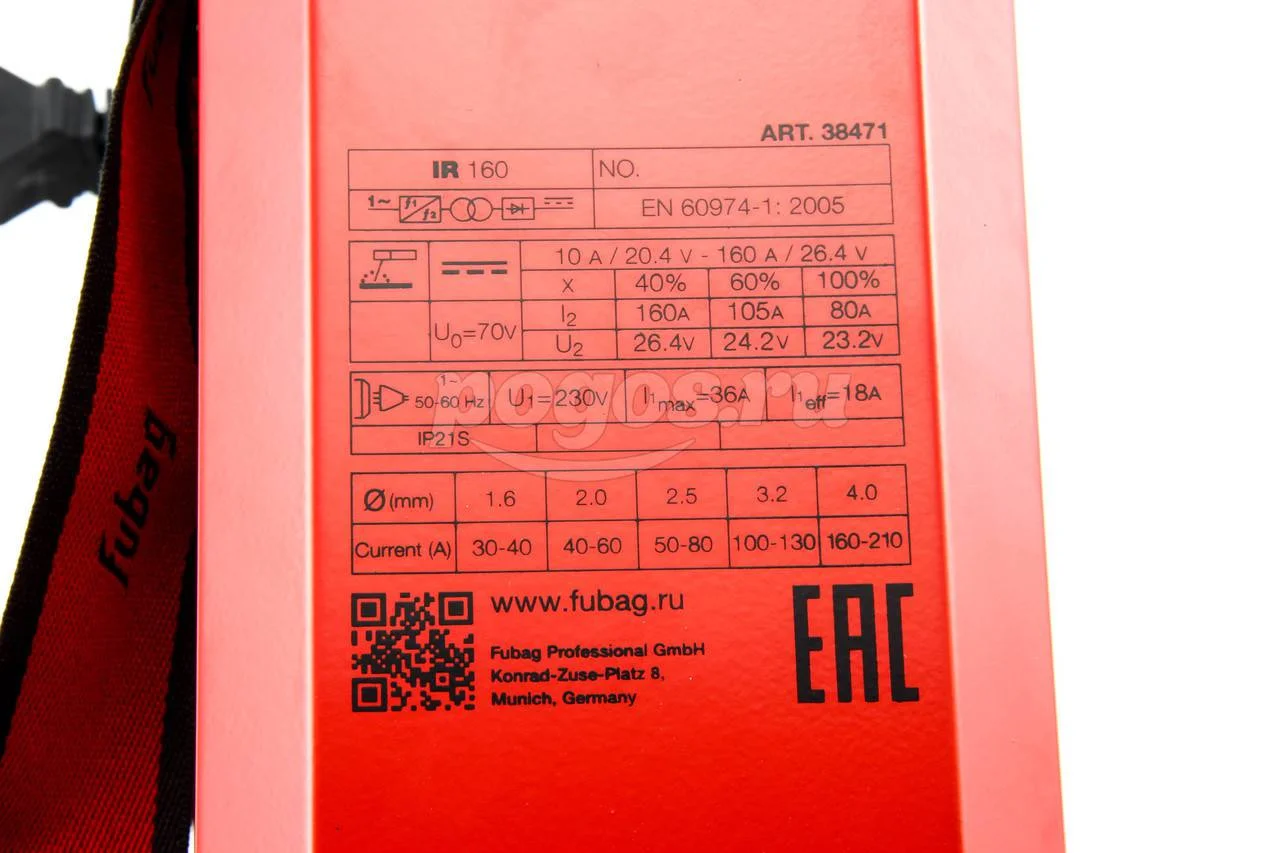 ART. 38471
IR 160 NO.
1~ f1 f2 EN 60974-1: 2005
10 A / 20.4 V - 160 A / 26.4 V
X 40% 60% 100%
I2 160A 105A 80A
U0=70V U2 26.4V 24.2V 23.2V
1~ 50-60 Hz U1=230V I1max=36A I1eff=18A
IP21S
pogos.ru
Ø (mm) 1.6 2.0 2.5 3.2 4.0
Current (A) 30-40 40-60 50-80 100-130 160-210
www.fubag.ru
Fubag Professional GmbH
Konrad-Zuse-Platz 8,
Munich, Germany
EAC
fubag